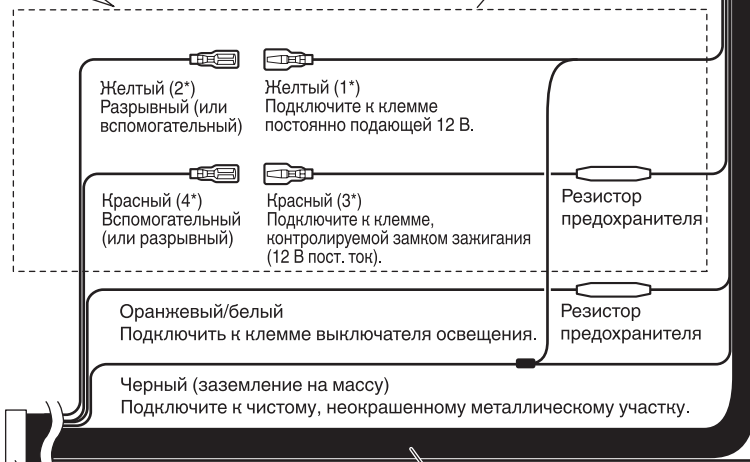 Желтый (2*)
Разрывный (или
вспомогательный)
Желтый (1*)
Подключите к клемме
постоянно подающей 12 В.
Красный (4*)
Вспомогательный
(или разрывный)
Красный (3*)
Подключите к клемме,
контролируемой замком зажигания
(12 В пост. ток).
Резистор
предохранителя
Оранжевый/белый
Подключить к клемме выключателя освещения.
Резистор
предохранителя
Черный (заземление на массу)
Подключите к чистому, неокрашенному металлическому участку.